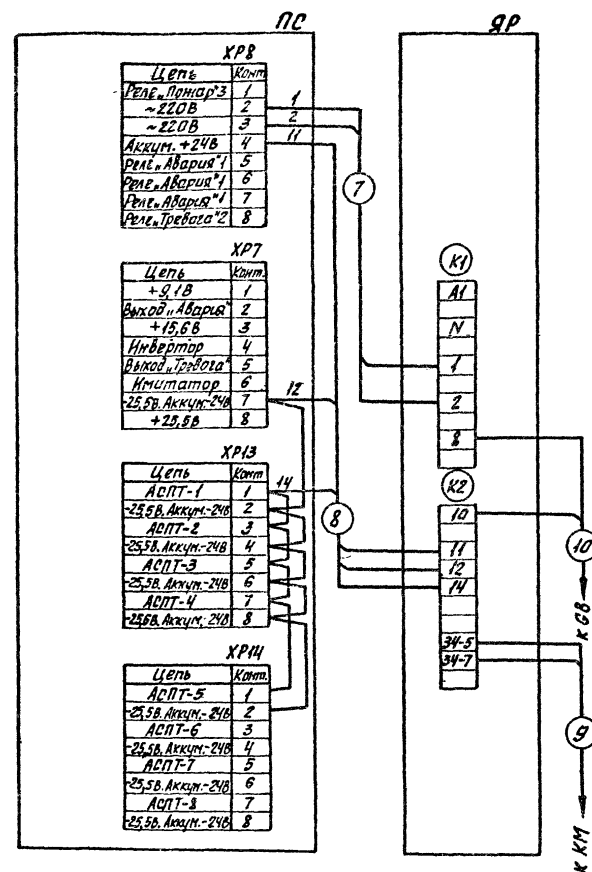 ПС
ЯР
XP8
Цепь Конт.
Реле „Пожар"3 1
~220В 2
~220В 3
Аккум. +24В 4
Реле„Авария"1 5
Реле„Авария"1 6
Реле„Авария"1 7
Реле„Тревога"2 8
1
2
11
7
XP7
Цепь Конт.
+9,1В 1
Выход „Авария" 2
+15,6В 3
Инвертор 4
Выход„Тревога" 5
Имитатор 6
-25,5В. Аккум.-24В 7
+25,5В 8
12
XP13
Цепь Конт
АСПТ-1 1
-25,5В. Аккум.-24В 2
АСПТ-2 3
-25,5В. Аккум.-24В 4
АСПТ-3 5
-25,5В. Аккум.-24В 6
АСПТ-4 7
-25,6В. Аккум.-24В 8
14
8
XP14
Цепь Конт.
АСПТ-5 1
-25,5В. Аккум.-24В 2
АСПТ-6 3
-25,5В. Аккум.-24В 4
АСПТ-7 5
-25,5В. Аккум.-24В 6
АСПТ-8 7
-25,5В. Аккум.-24В 8
К1
А1
N
1
2
8
К2
10
11
12
14
34-5
34-7
10
к GB
9
к КМ